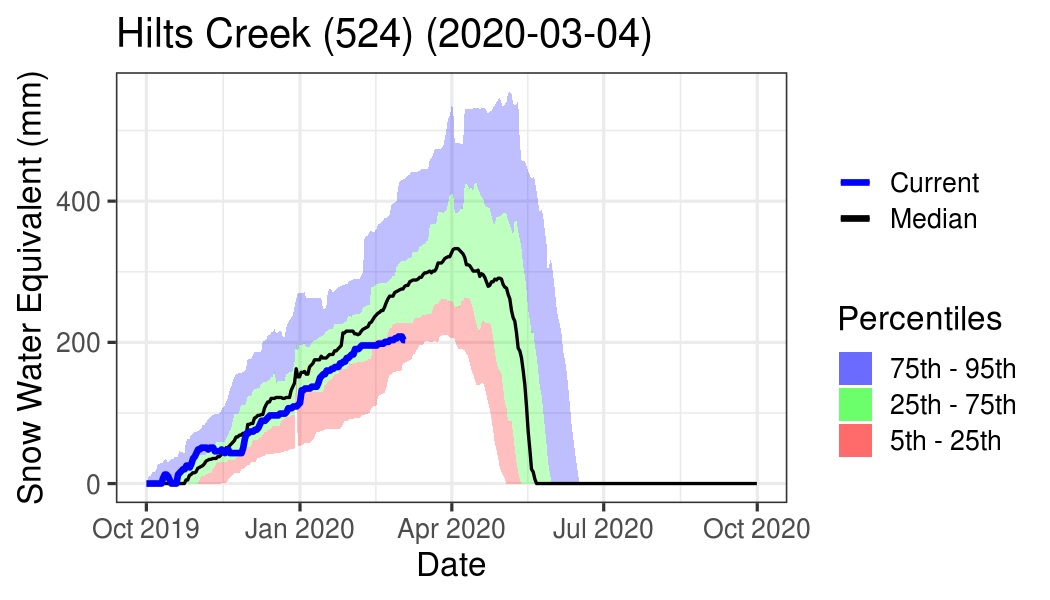 Hilts Creek (524) (2020-03-04)
Snow Water Equivalent (mm)
400
200
0
Oct 2019 Jan 2020 Apr 2020 Jul 2020 Oct 2020
Date
Current
Median
Percentiles
75th - 95th
25th - 75th
5th - 25th